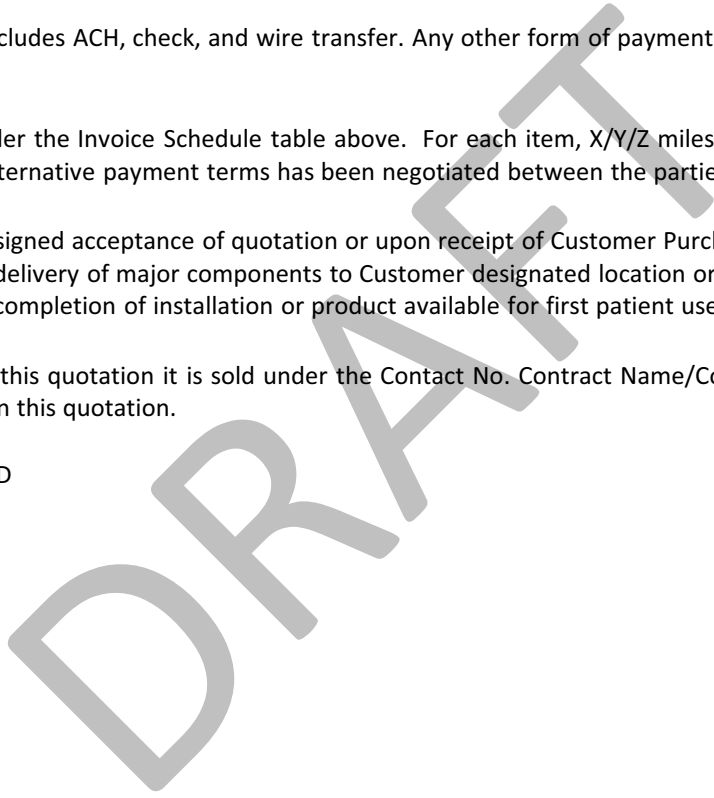 cludes ACH, check, and wire transfer. Any other form of payment
der the Invoice Schedule table above.  For each item, X/Y/Z miles
ternative payment terms has been negotiated between the partie
signed acceptance of quotation or upon receipt of Customer Purch
delivery of major components to Customer designated location or
completion of installation or product available for first patient use
this quotation it is sold under the Contact No. Contract Name/Co
n this quotation.
D
DRAFT